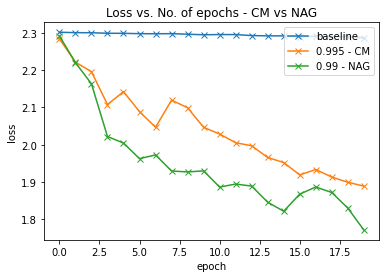 Loss vs. No. of epochs - CM vs NAG
2.3
2.2
2.1
2.0
1.9
1.8
loss
baseline
0.995 - CM
0.99 - NAG
0.0 2.5 5.0 7.5 10.0 12.5 15.0 17.5
epoch